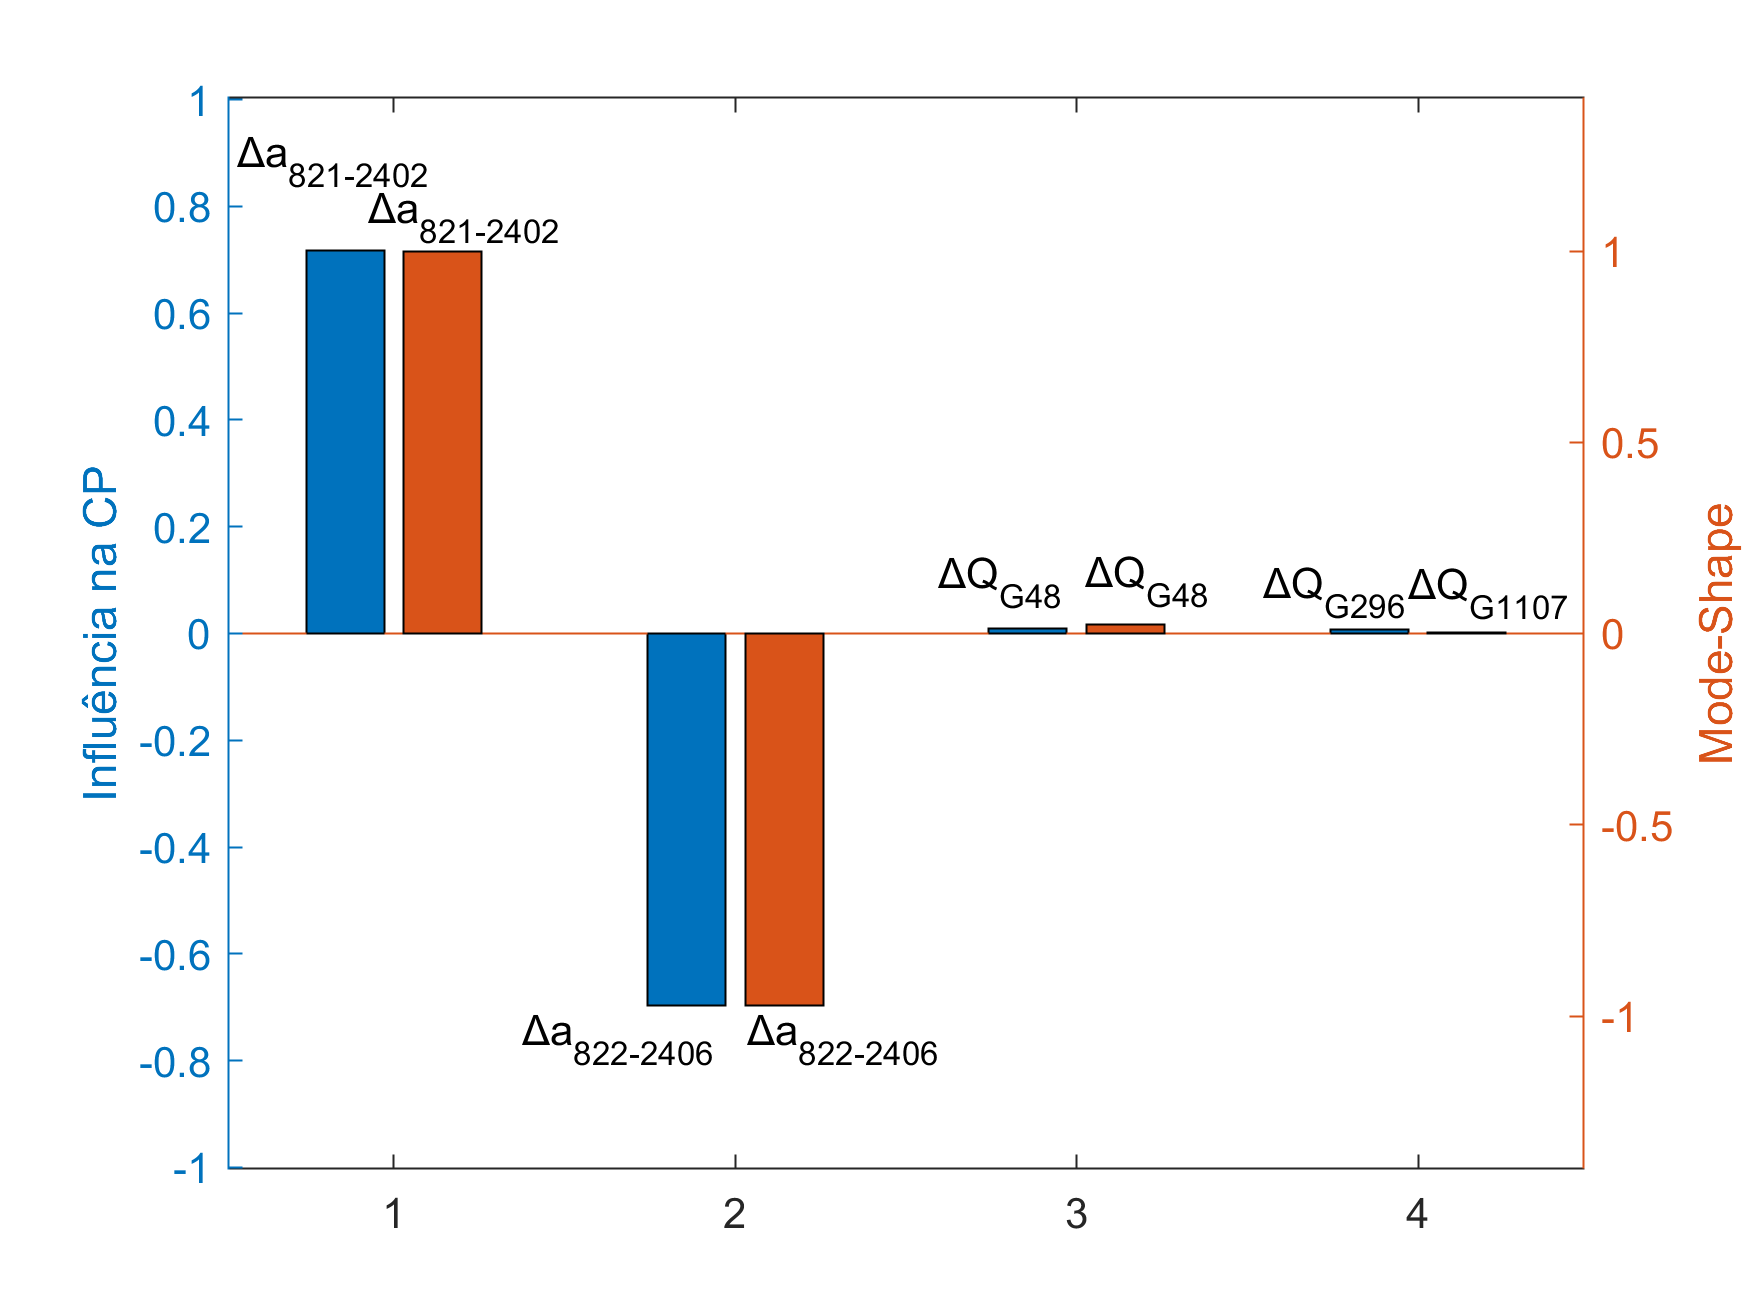 1
0.8
0.6
0.4
0.2
0
-0.2
-0.4
-0.6
-0.8
-1
Influência na CP
Δa821-2402
Δa821-2402
Δa822-2406
Δa822-2406
ΔQG48
ΔQG48
ΔQG296
ΔQG1107
1
0.5
0
-0.5
-1
Mode-Shape
1 2 3 4